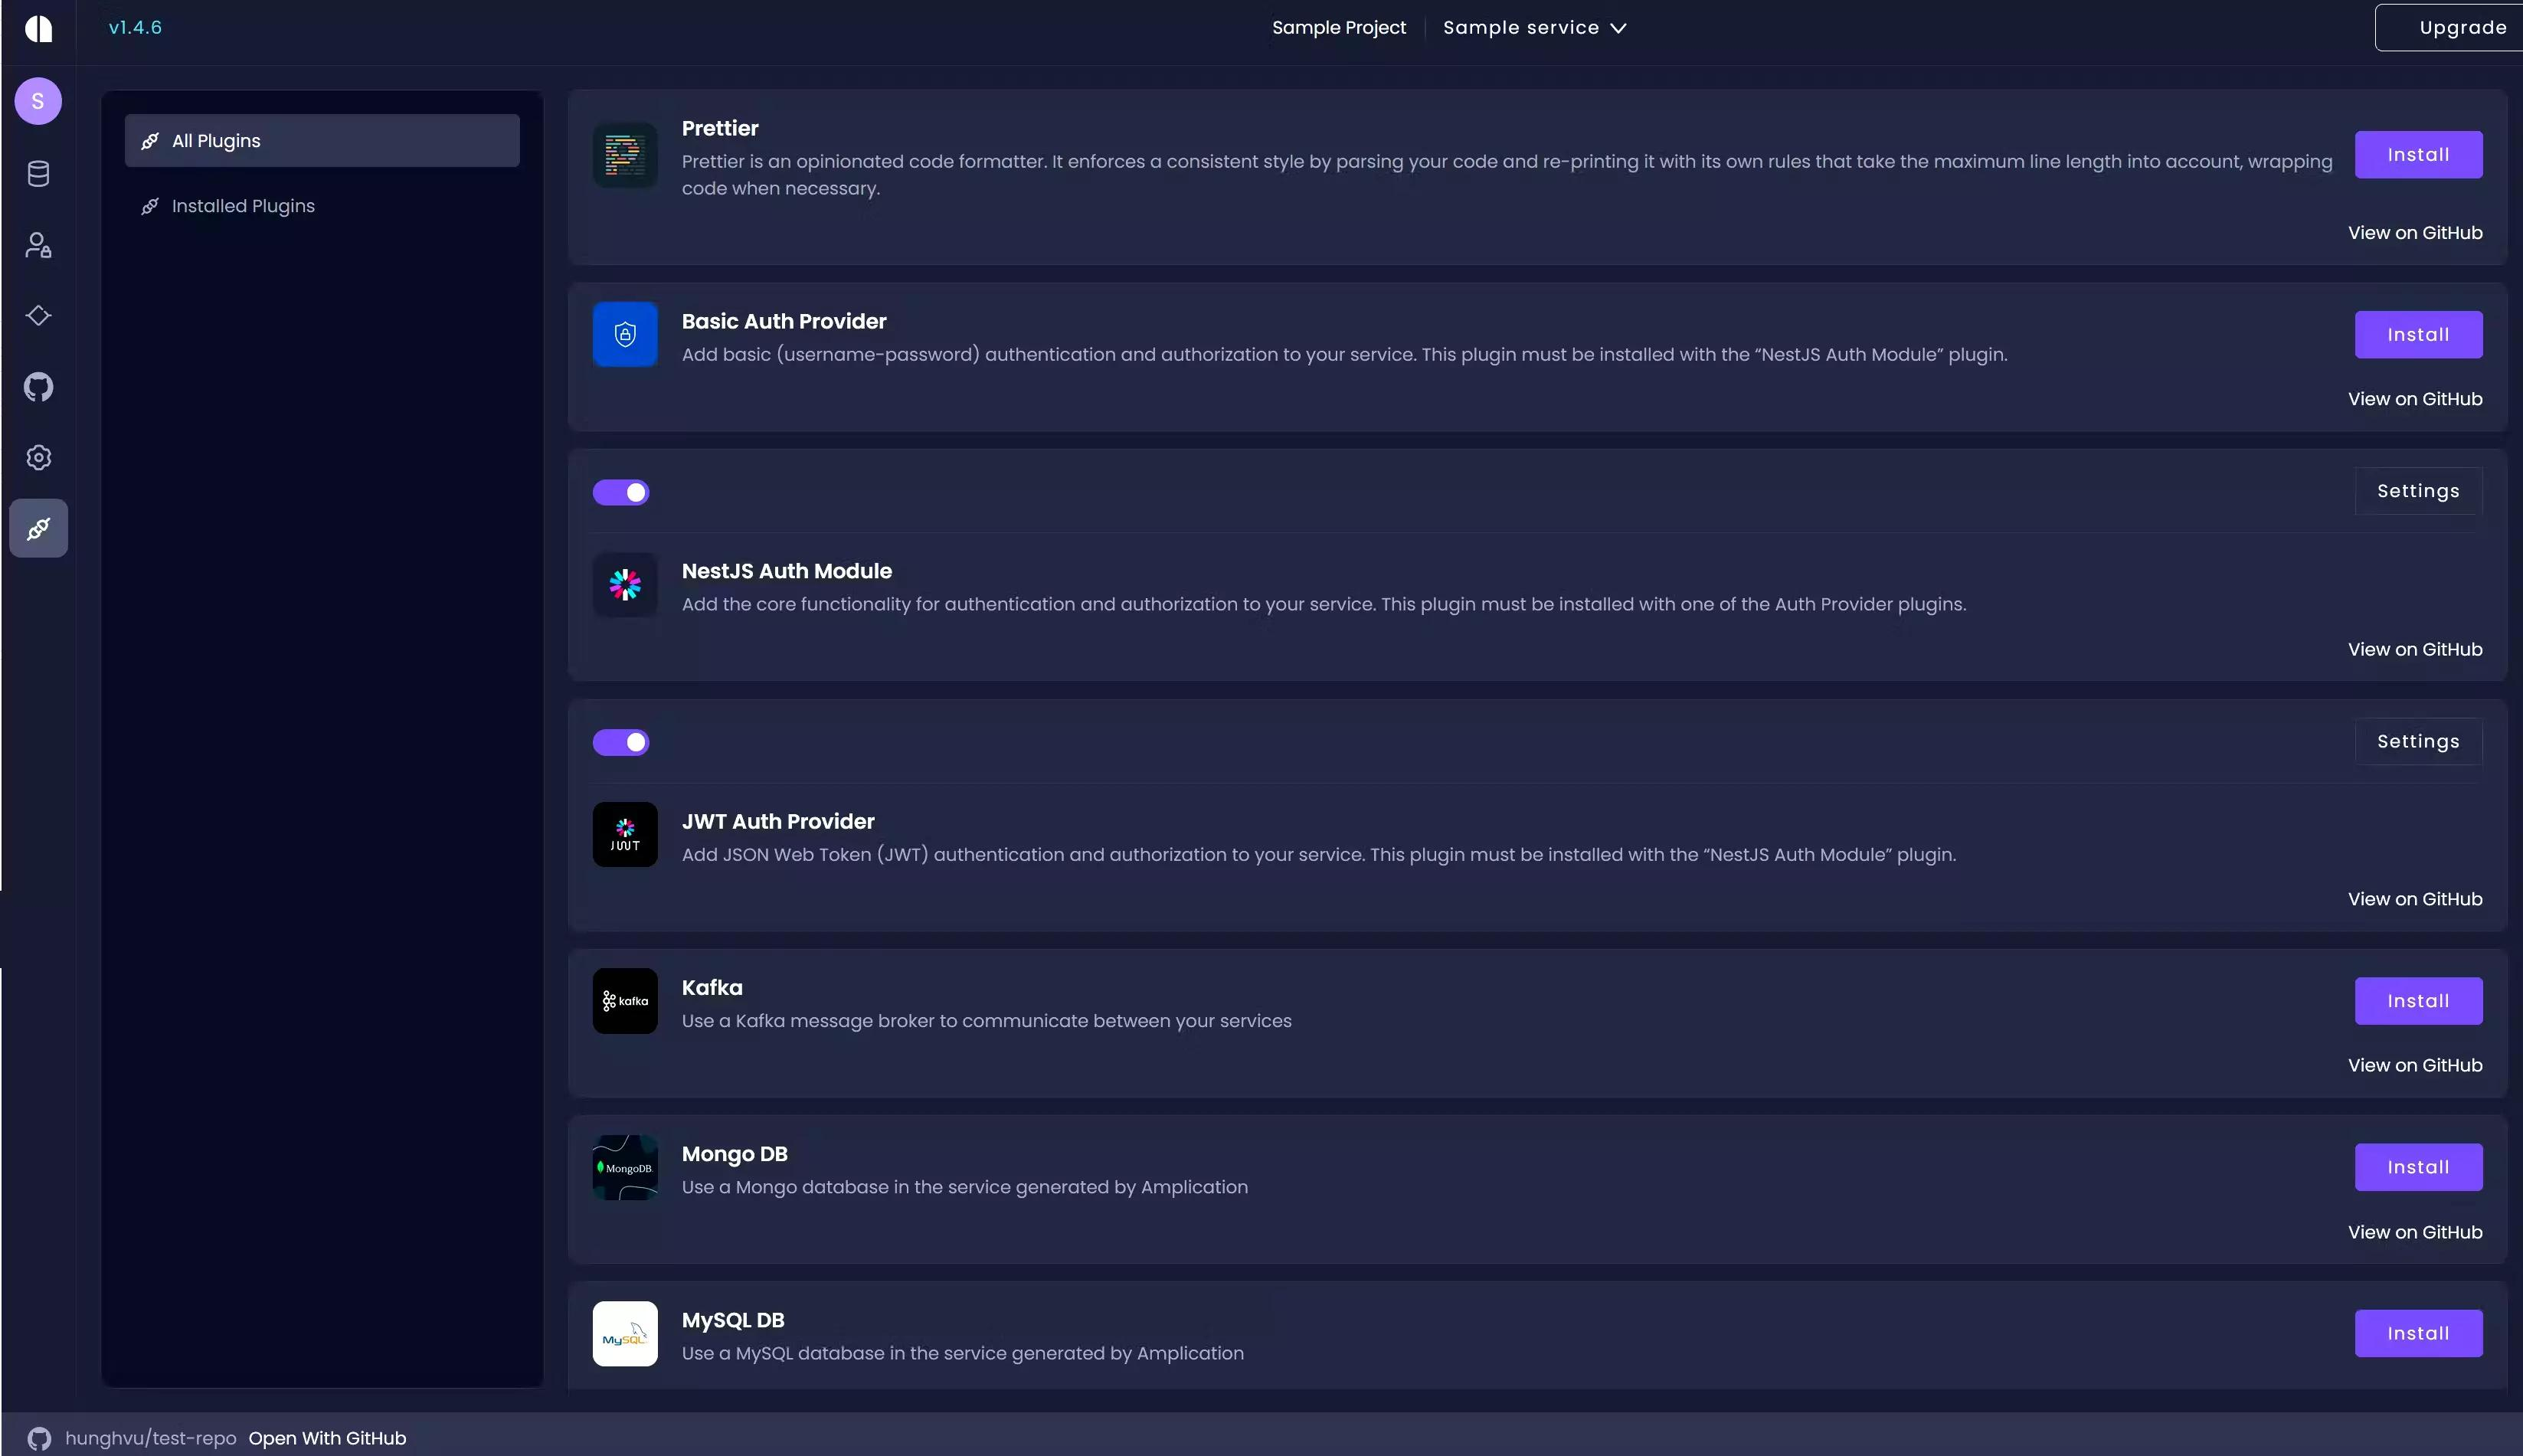 v1.4.6
Sample Project
Sample service
Upgrade
S
All Plugins
Installed Plugins
Prettier
Prettier is an opinionated code formatter. It enforces a consistent style by parsing your code and re-printing it with its own rules that take the maximum line length into account, wrapping
code when necessary.
Install
View on GitHub
Basic Auth Provider
Add basic (username-password) authentication and authorization to your service. This plugin must be installed with the “NestJS Auth Module” plugin.
Install
View on GitHub
Settings
NestJS Auth Module
Add the core functionality for authentication and authorization to your service. This plugin must be installed with one of the Auth Provider plugins.
View on GitHub
Settings
JWT
JWT Auth Provider
Add JSON Web Token (JWT) authentication and authorization to your service. This plugin must be installed with the “NestJS Auth Module” plugin.
View on GitHub
kafka
Kafka
Use a Kafka message broker to communicate between your services
Install
View on GitHub
MongoDB
Mongo DB
Use a Mongo database in the service generated by Amplication
Install
View on GitHub
MySQL
MySQL DB
Use a MySQL database in the service generated by Amplication
Install
hunghvu/test-repo Open With GitHub